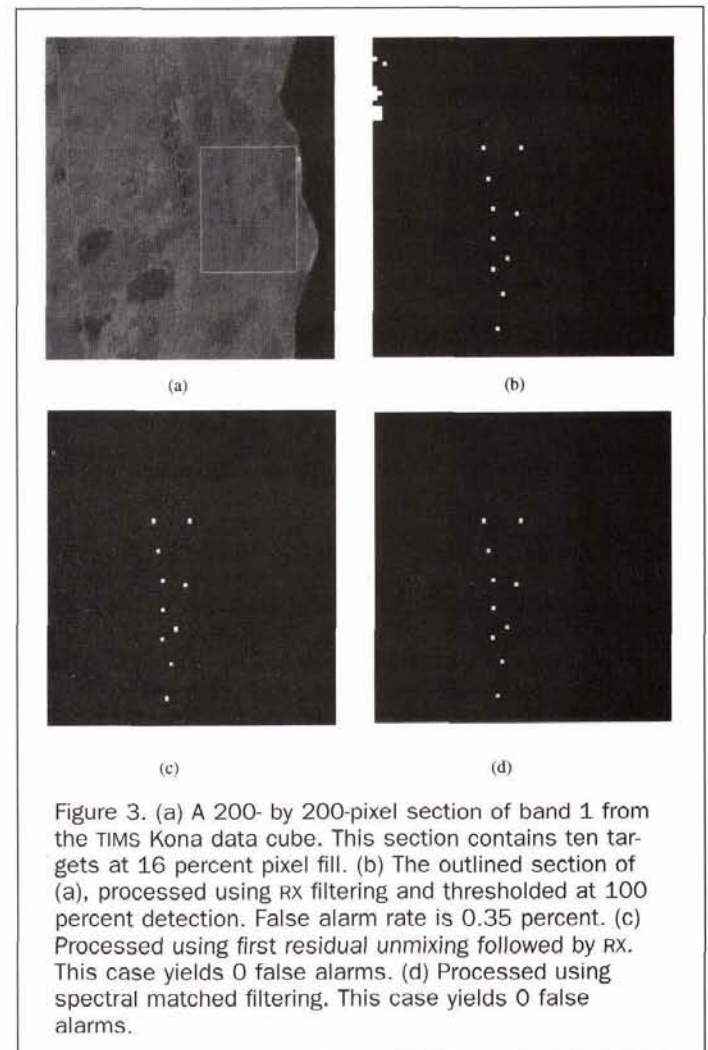 (a)
(b)
(c)
(d)
Figure 3. (a) A 200- by 200-pixel section of band 1 from
the TIMS Kona data cube. This section contains ten tar-
gets at 16 percent pixel fill. (b) The outlined section of
(a), processed using RX filtering and thresholded at 100
percent detection. False alarm rate is 0.35 percent. (c)
Processed using first residual unmixing followed by RX.
This case yields 0 false alarms. (d) Processed using
spectral matched filtering. This case yields 0 false
alarms.